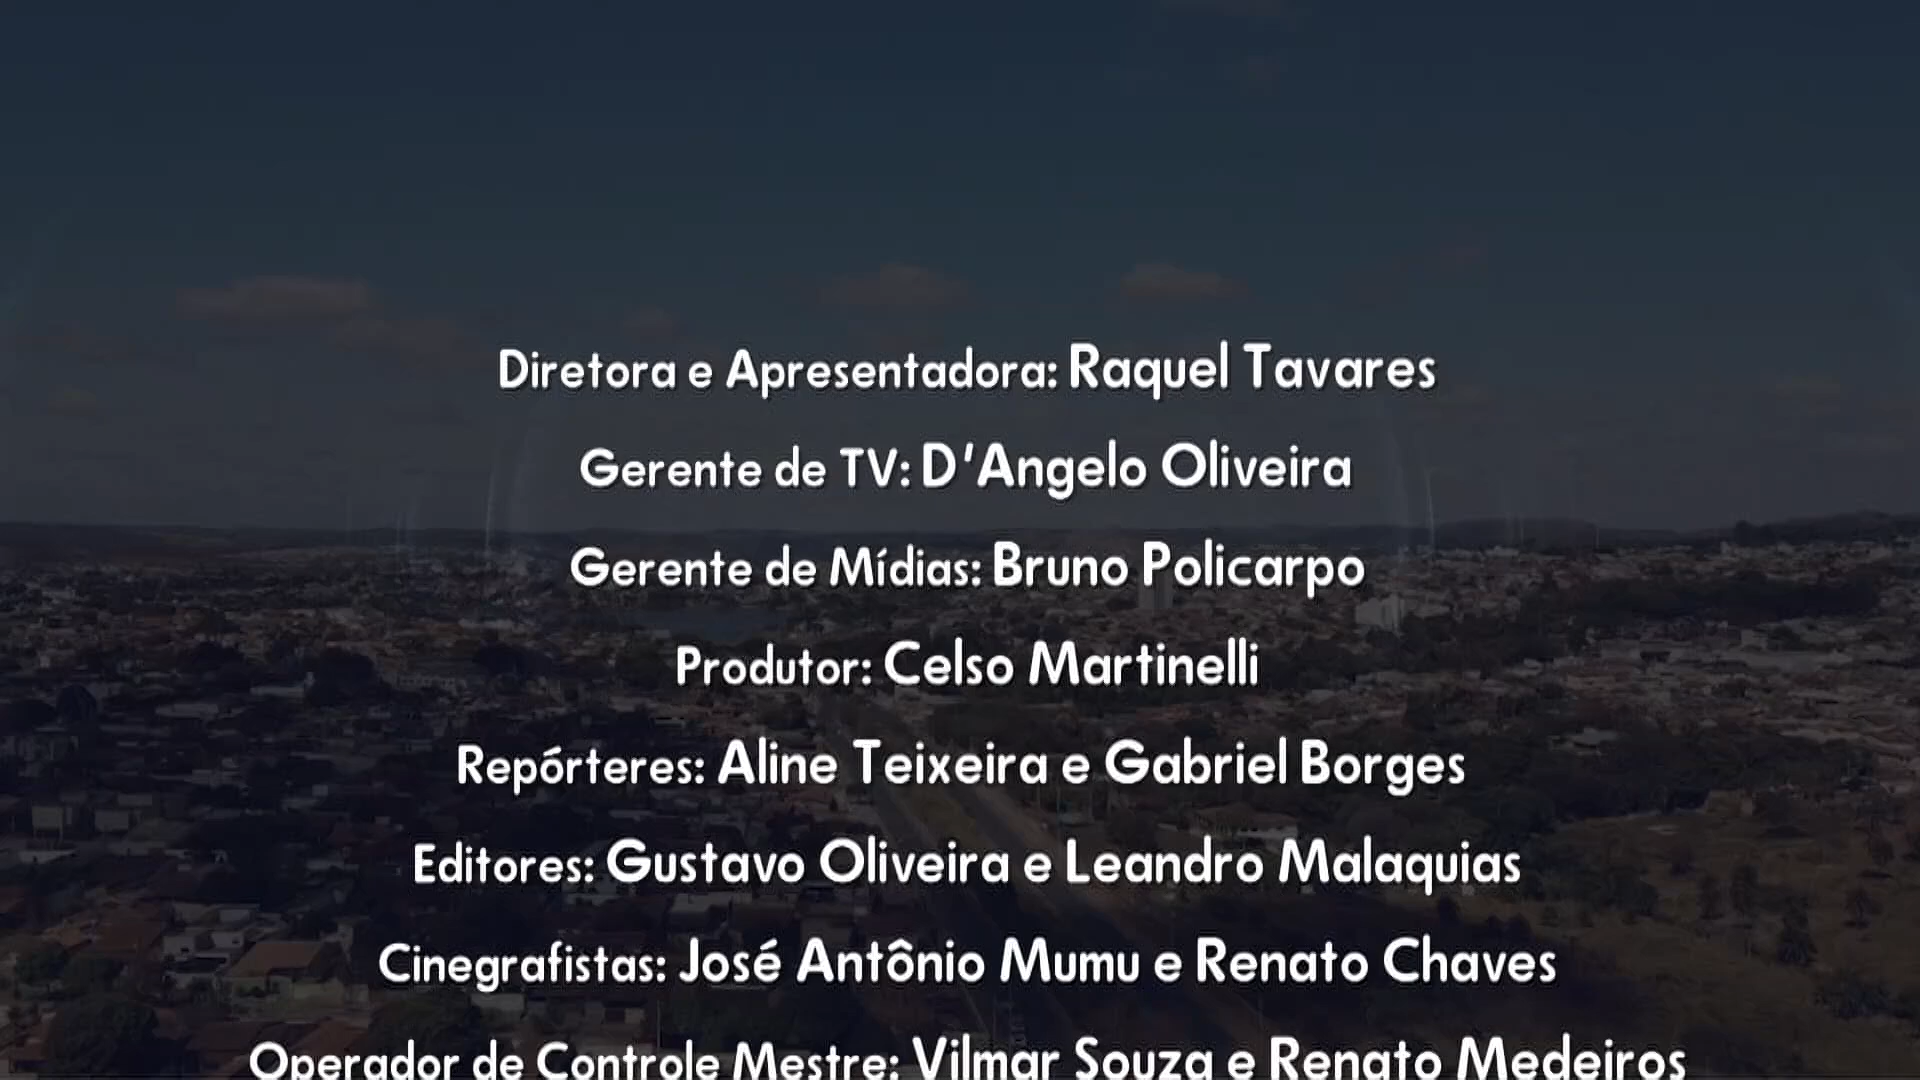 Diretora e Apresentadora: Raquel Tavares
Gerente de TV: D'Angelo Oliveira
Gerente de Mídias: Bruno Policarpo
Produtor: Celso Martinelli
Repórteres: Aline Teixeira e Gabriel Borges
Editores: Gustavo Oliveira e Leandro Malaquias
Cinegrafistas: José Antônio Mumu e Renato Chaves
Operador de Controle Mestre: Vilmar Souza e Renato Medeiros